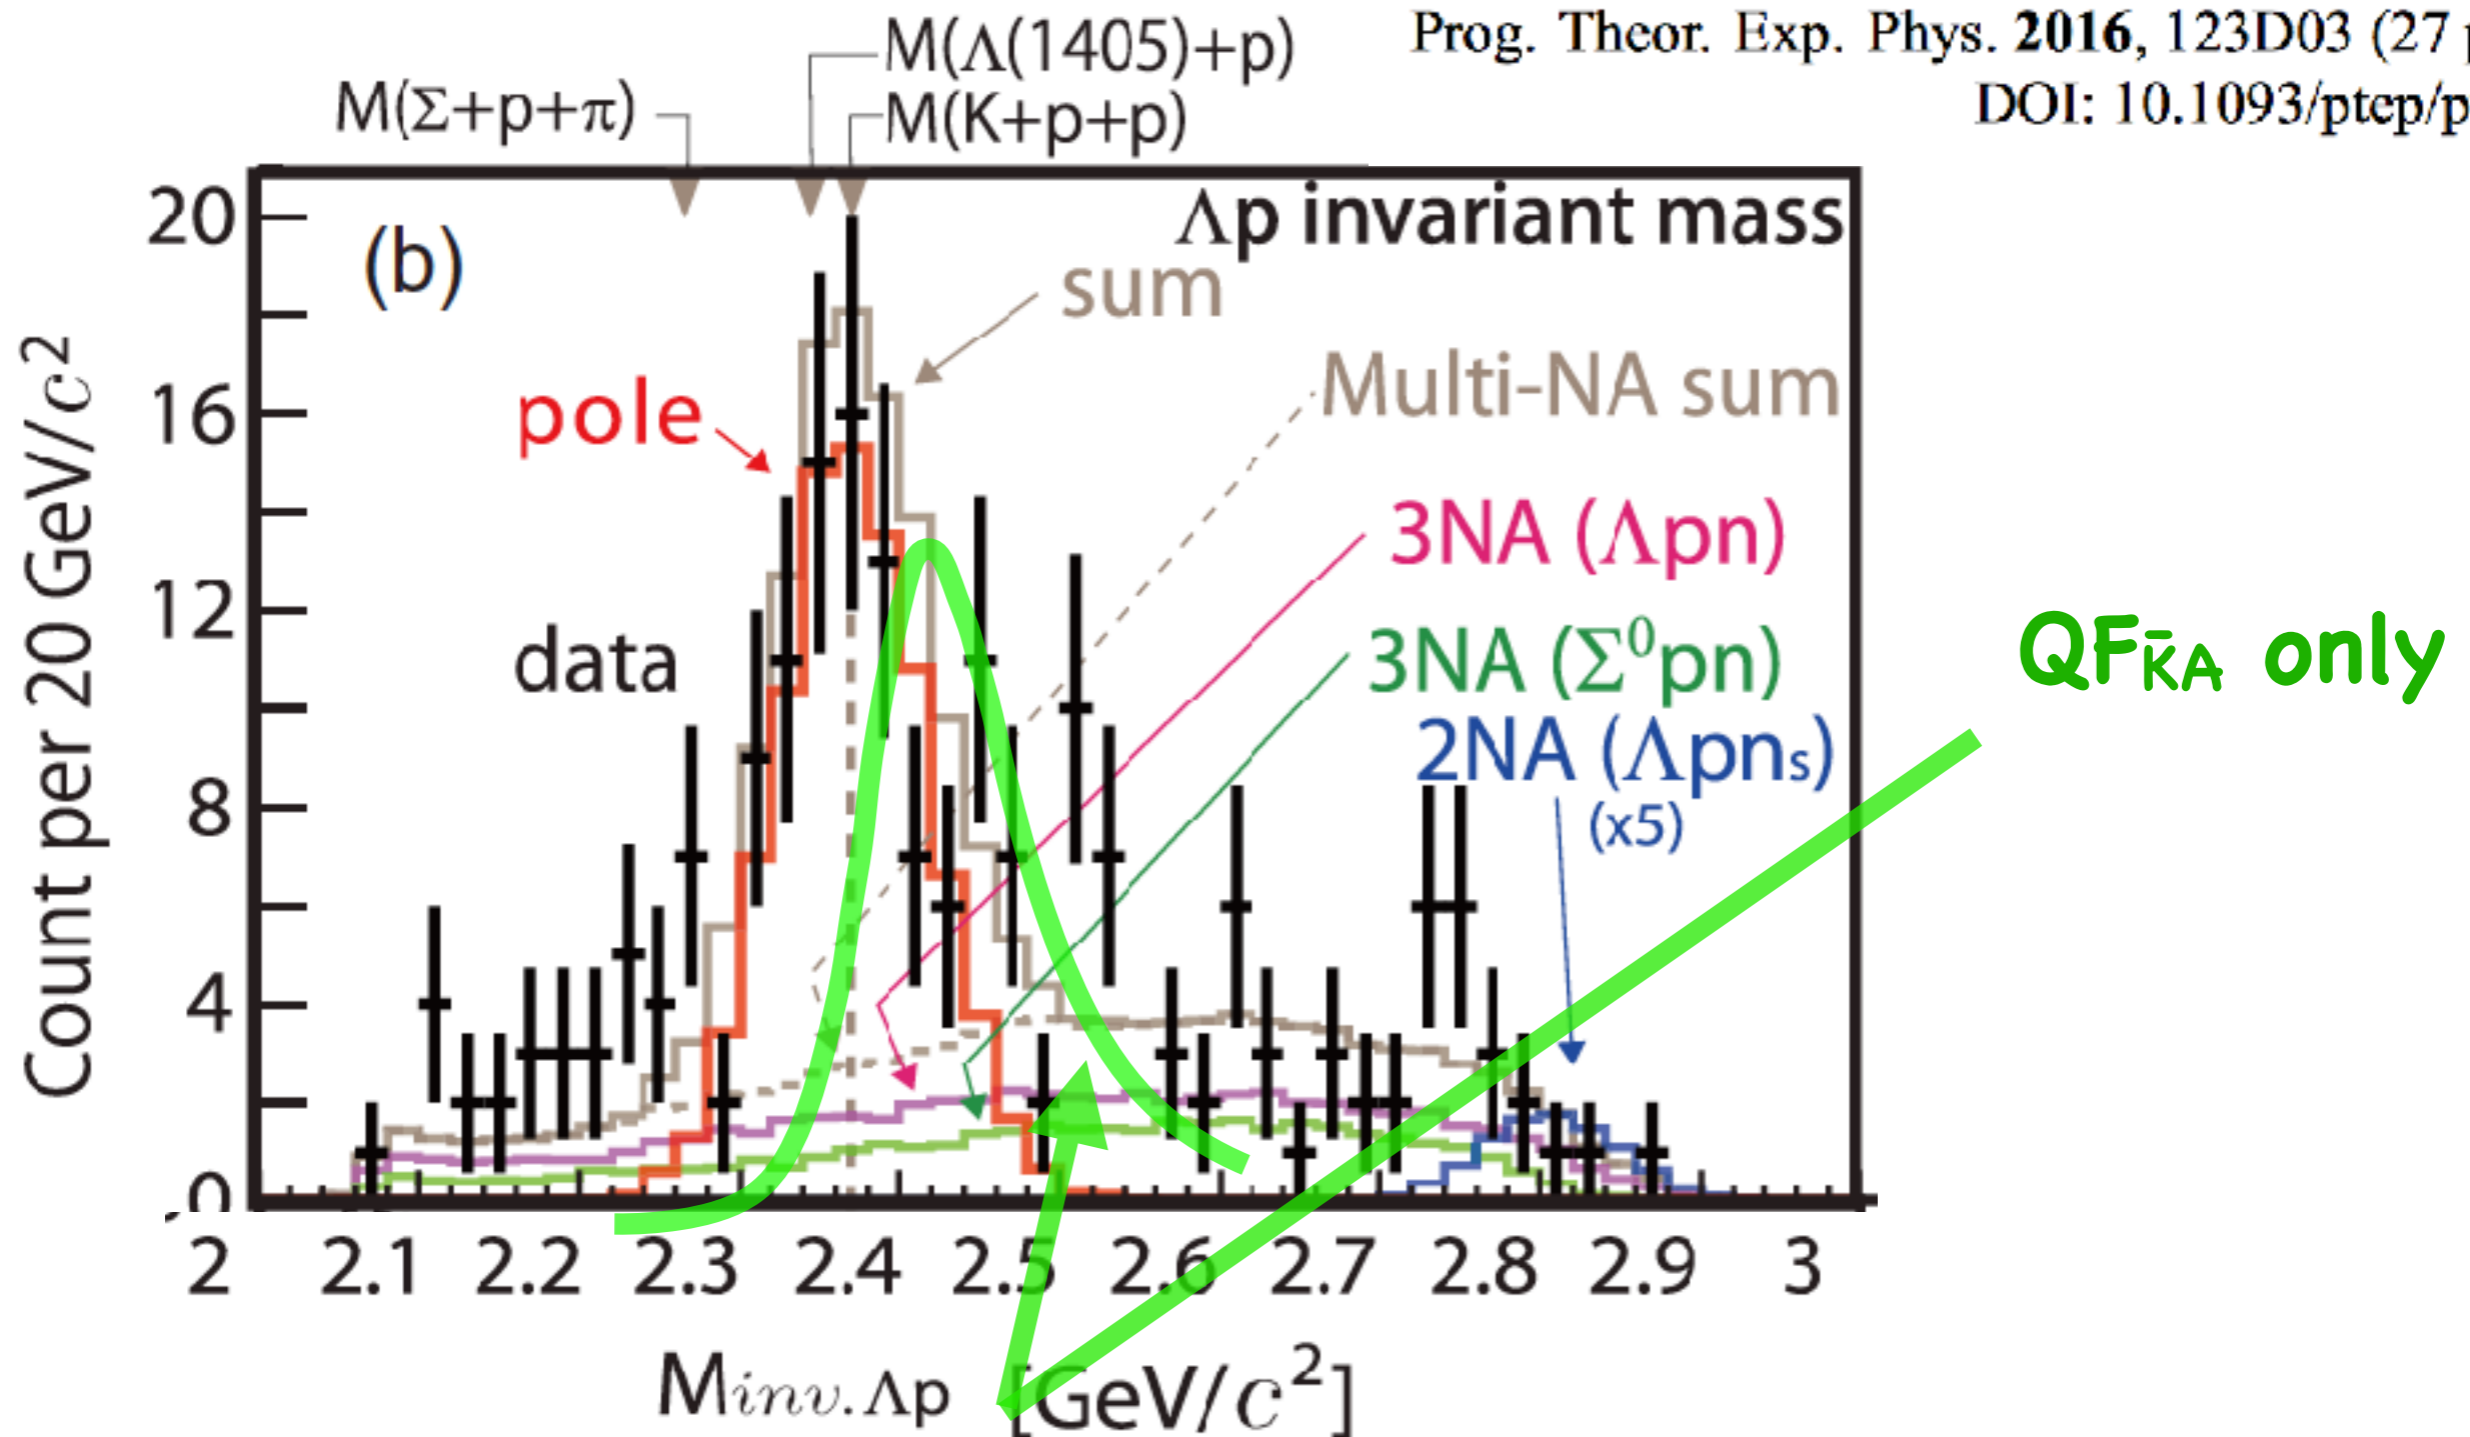 Prog. Theor. Exp. Phys. 2016, 123D03 (27 p
DOI: 10.1093/ptep/p
M(Λ(1405)+p)
M(Σ+p+π)
M(K+p+p)
Λp invariant mass
(b)
sum
Multi-NA sum
pole
3NA (Λpn)
data
3NA (Σ⁰pn)
2NA (Λpnₛ)
(x5)
QF K̄A only
Count per 20 GeV/c²
20
16
12
8
4
0
2 2.1 2.2 2.3 2.4 2.5 2.6 2.7 2.8 2.9 3
Minv.Λp [GeV/c²]